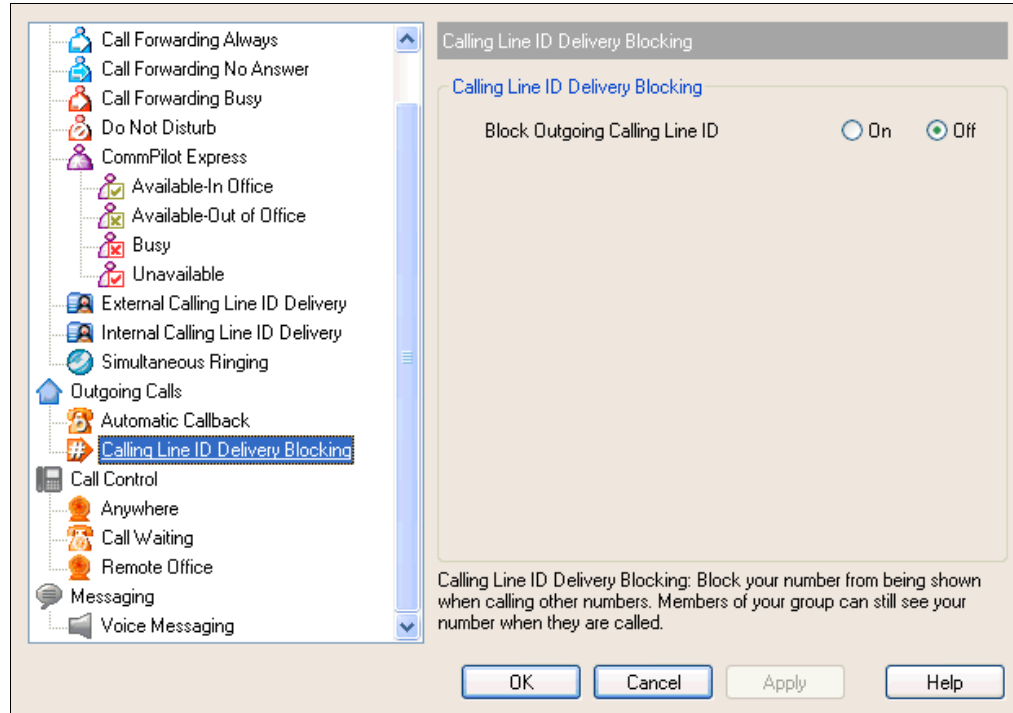 Call Forwarding Always
Call Forwarding No Answer
Call Forwarding Busy
Do Not Disturb
CommPilot Express
Available-In Office
Available-Out of Office
Busy
Unavailable
External Calling Line ID Delivery
Internal Calling Line ID Delivery
Simultaneous Ringing
Outgoing Calls
Automatic Callback
Calling Line ID Delivery Blocking
Call Control
Anywhere
Call Waiting
Remote Office
Messaging
Voice Messaging
Calling Line ID Delivery Blocking
Calling Line ID Delivery Blocking
Block Outgoing Calling Line ID On Off
Calling Line ID Delivery Blocking: Block your number from being shown
when calling other numbers. Members of your group can still see your
number when they are called.
OK Cancel Apply Help